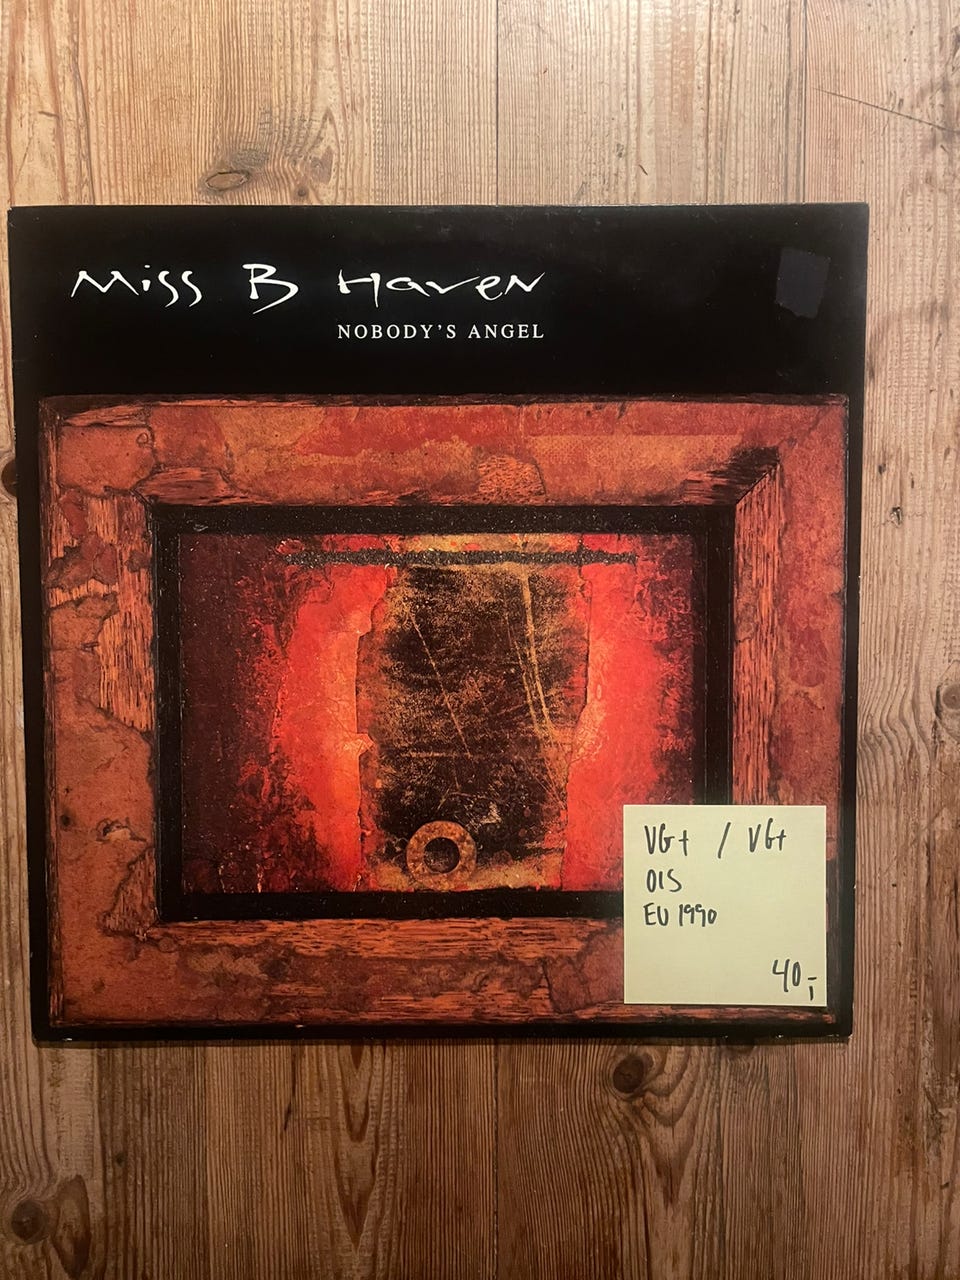 Miss B Haven
NOBODY'S ANGEL
VG+ / VG+
OIS
EU 1990
40,-